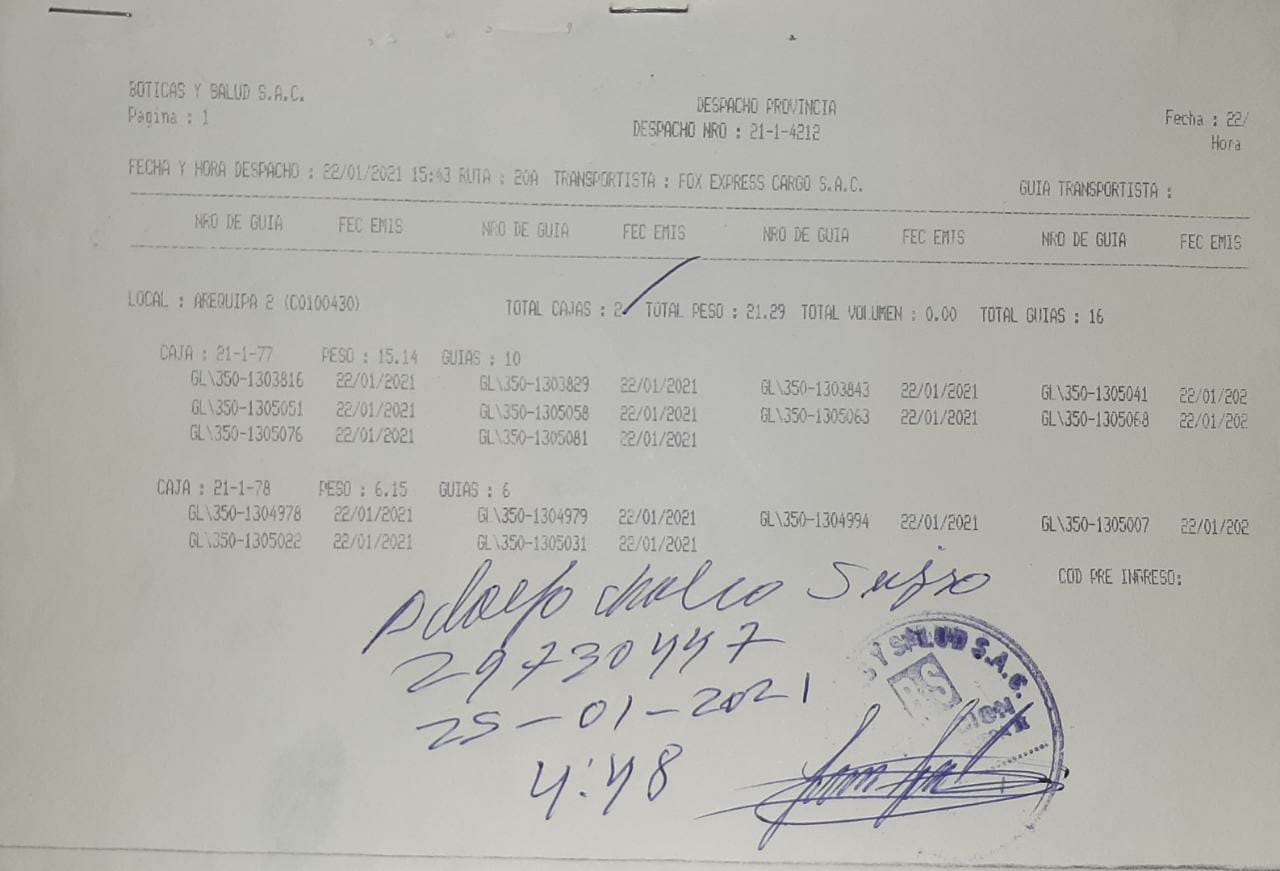 BOTICAS Y SALUD S.A.C.
Pagina : 1
DESPACHO PROVINCIA
DESPACHO NRO : 21-1-4212
Fecha : 22/
Hora
FECHA Y HORA DESPACHO : 22/01/2021 15:43 RUTA : 20A TRANSPORTISTA : FOX EXPRESS CARGO S.A.C. GUIA TRANSPORTISTA :
NRO DE GUIA FEC EMIS NRO DE GUIA FEC EMIS NRO DE GUIA FEC EMIS NRO DE GUIA FEC EMIS
LOCAL : AREQUIPA 2 (C0100430) TOTAL CAJAS : 2 TOTAL PESO : 21.29 TOTAL VOLUMEN : 0.00 TOTAL GUIAS : 16
CAJA : 21-1-77 PESO : 15.14 GUIAS : 10
GL\350-1303816 22/01/2021 GL\350-1303829 22/01/2021 GL\350-1303843 22/01/2021 GL\350-1305041 22/01/202
GL\350-1305051 22/01/2021 GL\350-1305058 22/01/2021 GL\350-1305063 22/01/2021 GL\350-1305068 22/01/202
GL\350-1305076 22/01/2021 GL\350-1305081 22/01/2021
CAJA : 21-1-78 PESO : 6.15 GUIAS : 6
GL\350-1304978 22/01/2021 GL\350-1304979 22/01/2021 GL\350-1304994 22/01/2021 GL\350-1305007 22/01/202
GL\350-1305022 22/01/2021 GL\350-1305031 22/01/2021
COD PRE INGRESO:
Adolfo chalco
29730447
25-01-2021
4:48
Y SALUD S.A.C.
BS